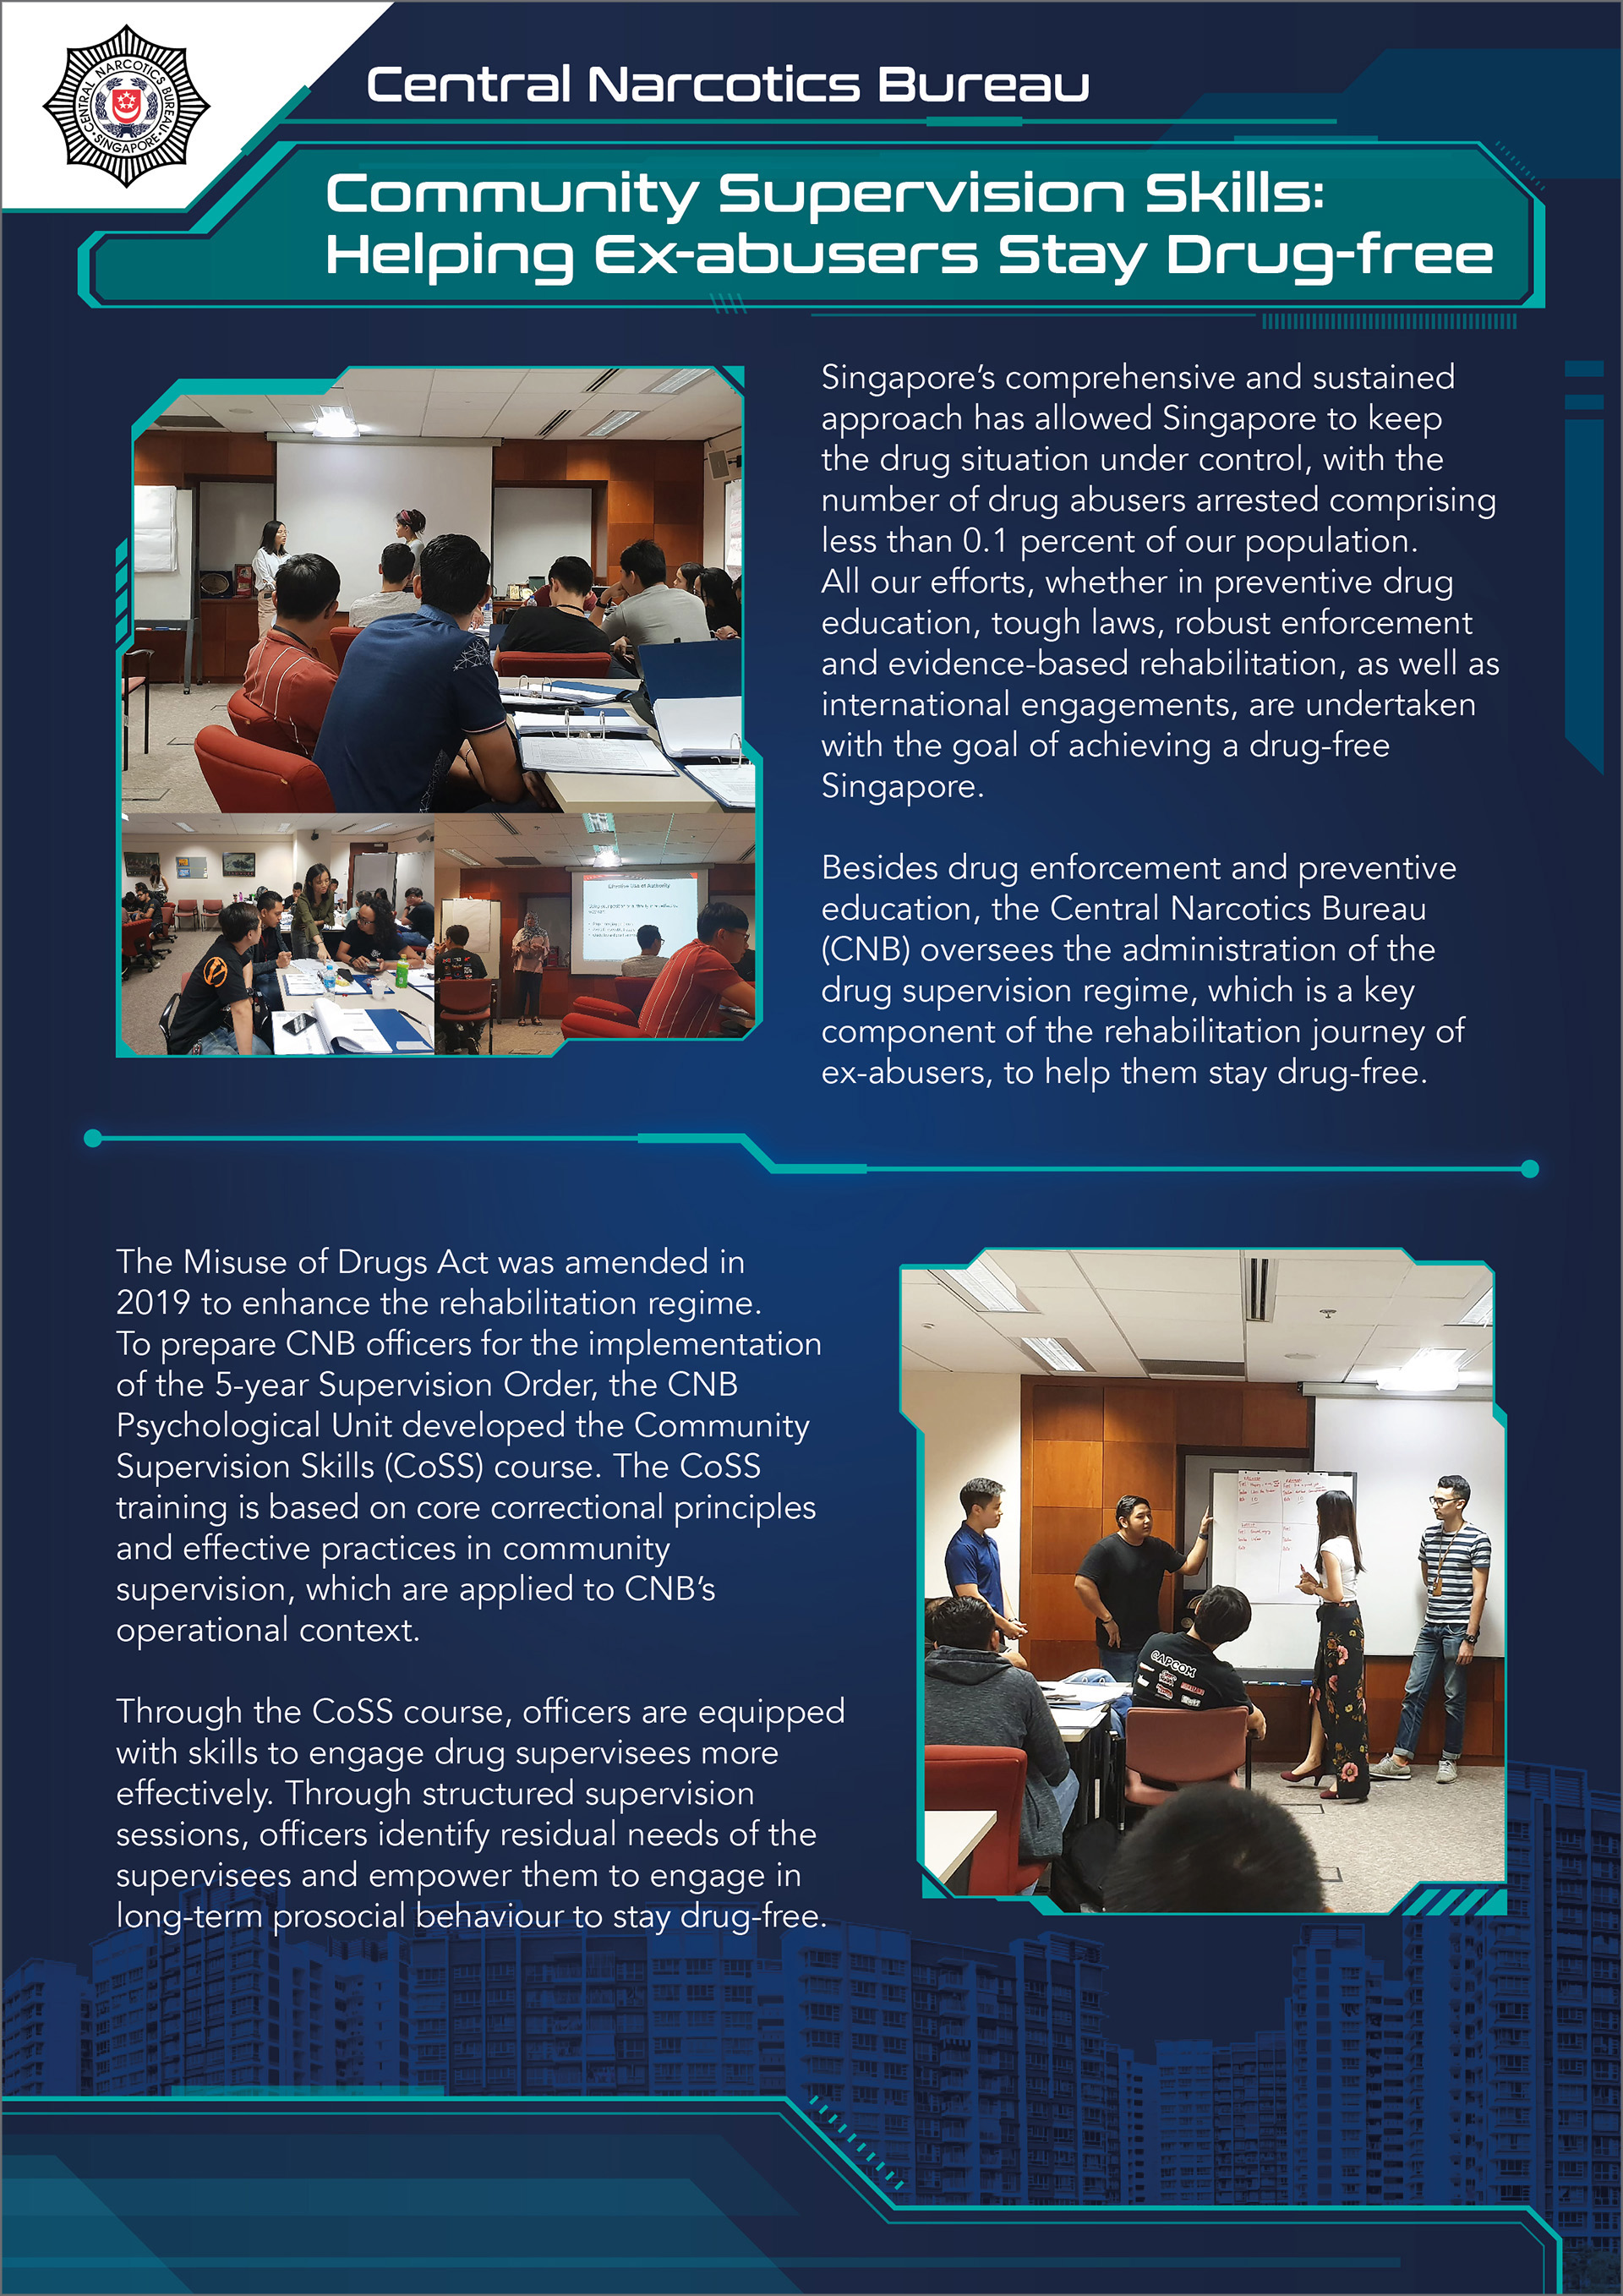 CENTRAL NARCOTICS BUREAU
SINGAPORE
Central Narcotics Bureau
Community Supervision Skills:
Helping Ex-abusers Stay Drug-free
Singapore’s comprehensive and sustained
approach has allowed Singapore to keep
the drug situation under control, with the
number of drug abusers arrested comprising
less than 0.1 percent of our population.
All our efforts, whether in preventive drug
education, tough laws, robust enforcement
and evidence-based rehabilitation, as well as
international engagements, are undertaken
with the goal of achieving a drug-free
Singapore.
Besides drug enforcement and preventive
education, the Central Narcotics Bureau
(CNB) oversees the administration of the
drug supervision regime, which is a key
component of the rehabilitation journey of
ex-abusers, to help them stay drug-free.
Effective Use of Authority
The Misuse of Drugs Act was amended in
2019 to enhance the rehabilitation regime.
To prepare CNB officers for the implementation
of the 5-year Supervision Order, the CNB
Psychological Unit developed the Community
Supervision Skills (CoSS) course. The CoSS
training is based on core correctional principles
and effective practices in community
supervision, which are applied to CNB’s
operational context.
Through the CoSS course, officers are equipped
with skills to engage drug supervisees more
effectively. Through structured supervision
sessions, officers identify residual needs of the
supervisees and empower them to engage in
long-term prosocial behaviour to stay drug-free.
CAPCOM